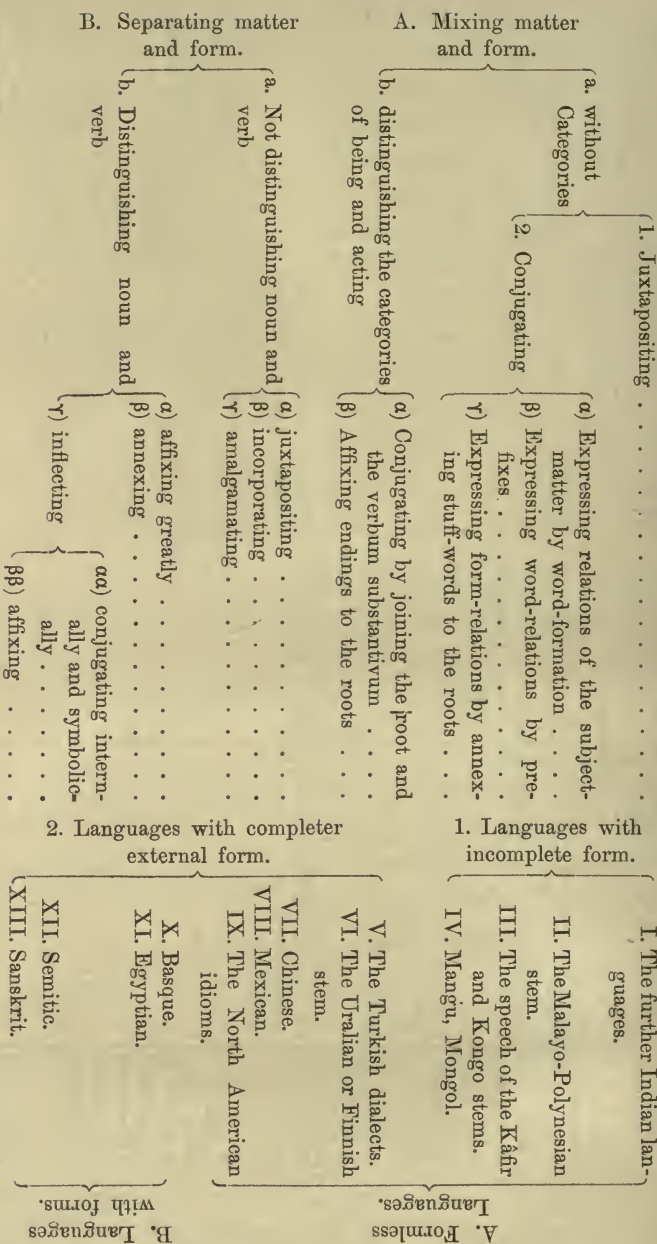 A. Mixing matter
and form.
B. Separating matter
and form.
a. without
Categories
b. distinguishing the categories
of being and acting
a. Not distinguishing noun and
verb
b. Distinguishing noun and
verb
1. Juxtapositing . . . . . . . . . . . . .
2. Conjugating
α) Expressing relations of the subject-
matter by word-formation . . . .
β) Expressing word-relations by pre-
fixes. . . . . . . . . .
γ) Expressing form-relations by annex-
ing stuff-words to the roots . . .
α) Conjugating by joining the root and
the verbum substantivum . . .
β) Affixing endings to the roots . . .
α) juxtapositing . . . . . . . . .
β) incorporating . . . . . . . . .
γ) amalgamating . . . . . . . . .
α) affixing greatly . . . . . . . . .
β) annexing . . . . . . . . . .
γ) inflecting
αα) conjugating intern-
ally and symbolic-
ally . . . . .
ββ) affixing . . . . .
1. Languages with
incomplete form.
2. Languages with completer
external form.
I. The further Indian lan-
guages.
II. The Malayo-Polynesian
stem.
III. The speech of the Kâfir
and Kongo stems.
IV. Mangu, Mongol.
V. The Turkish dialects.
VI. The Uralian or Finnish
stem.
VII. Chinese.
VIII. Mexican.
IX. The North American
idioms.
X. Basque.
XI. Egyptian.
XII. Semitic.
XIII. Sanskrit.
A. Formless
Languages.
B. Languages
with forms.